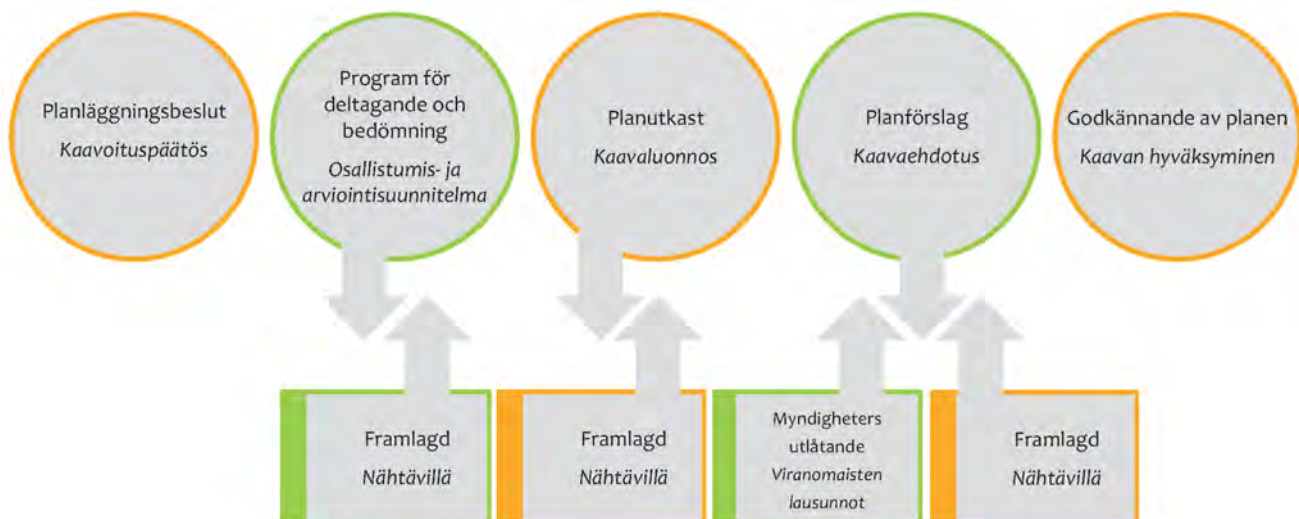 Planläggningsbeslut
Kaavoituspäätös
Program för
deltagande och
bedömning
Osallistumis- ja
arviointisuunnitelma
Planutkast
Kaavaluonnos
Planförslag
Kaavaehdotus
Godkännande av planen
Kaavan hyväksyminen
Framlagd
Nähtävillä
Framlagd
Nähtävillä
Myndigheters
utlåtande
Viranomaisten
lausunnot
Framlagd
Nähtävillä